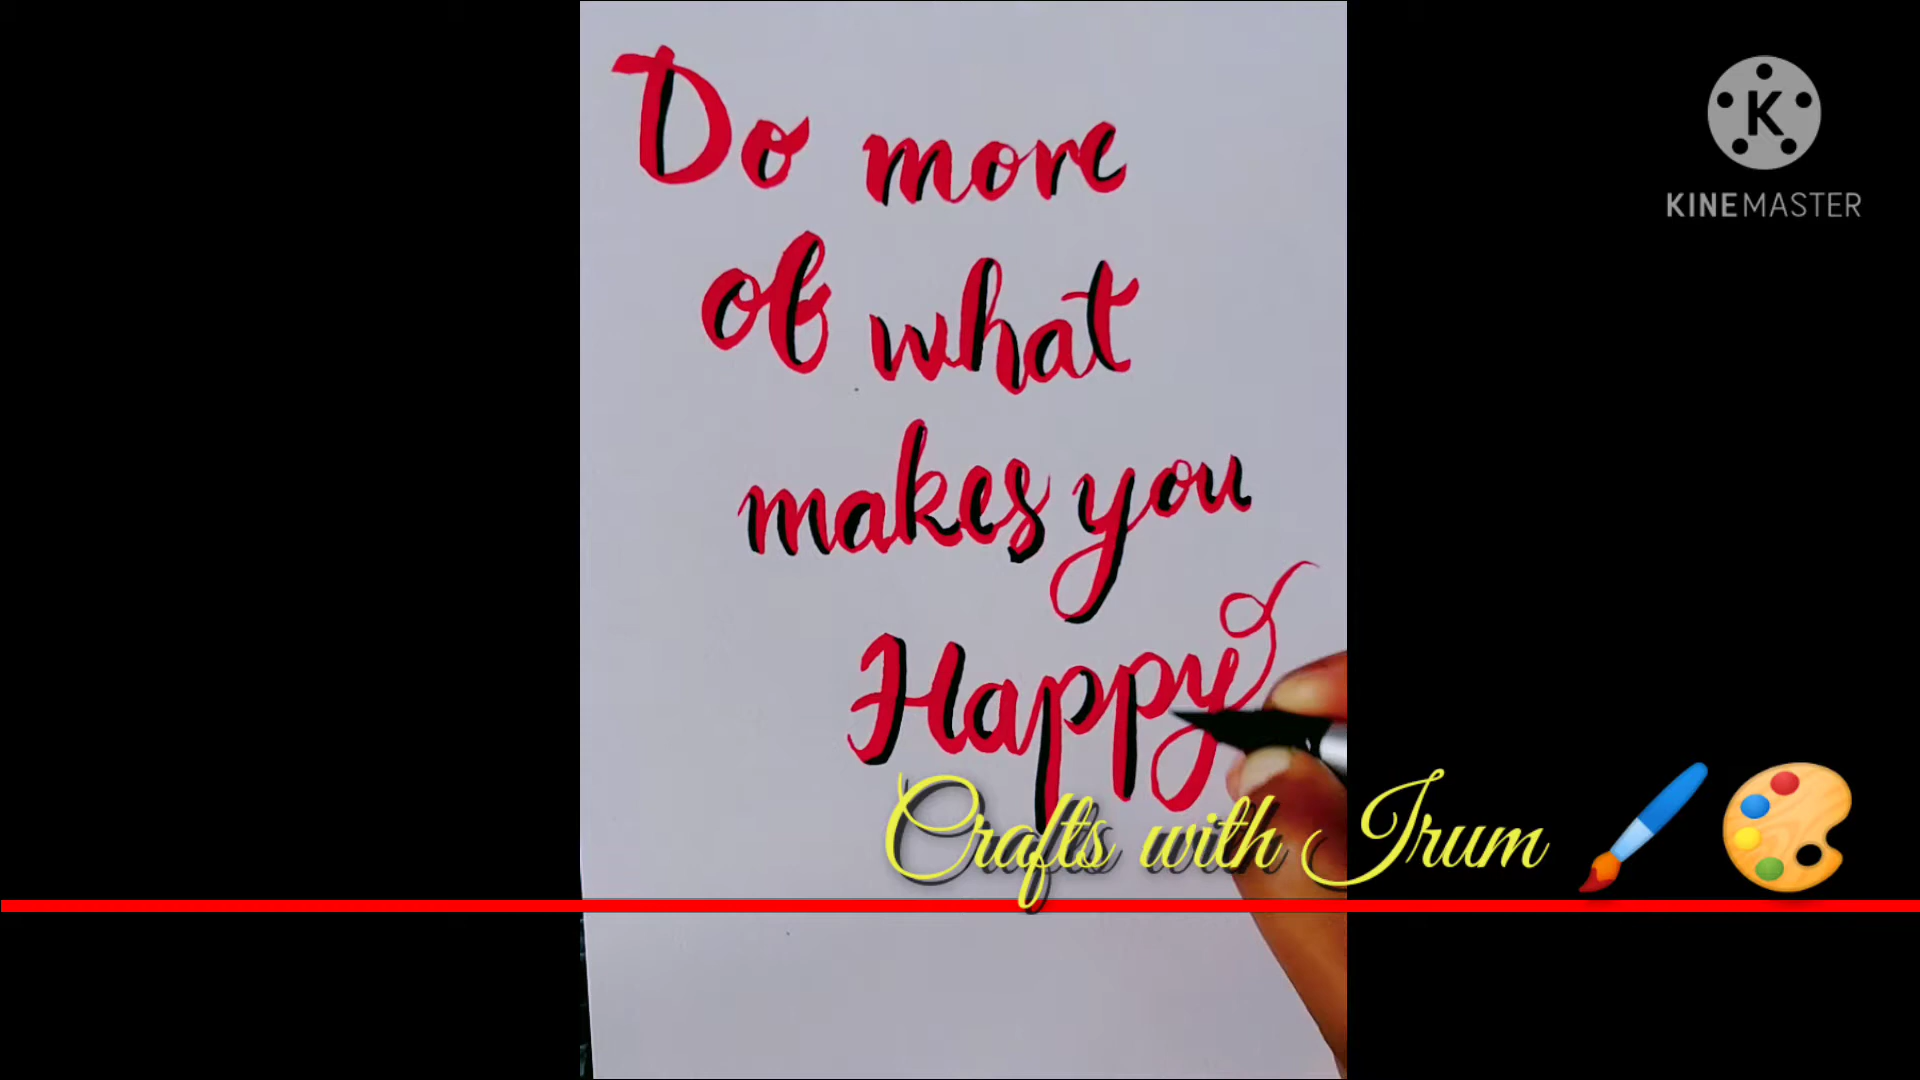 Do more
of what
makes you
Happy
Crafts with Irum
K
KINEMASTER